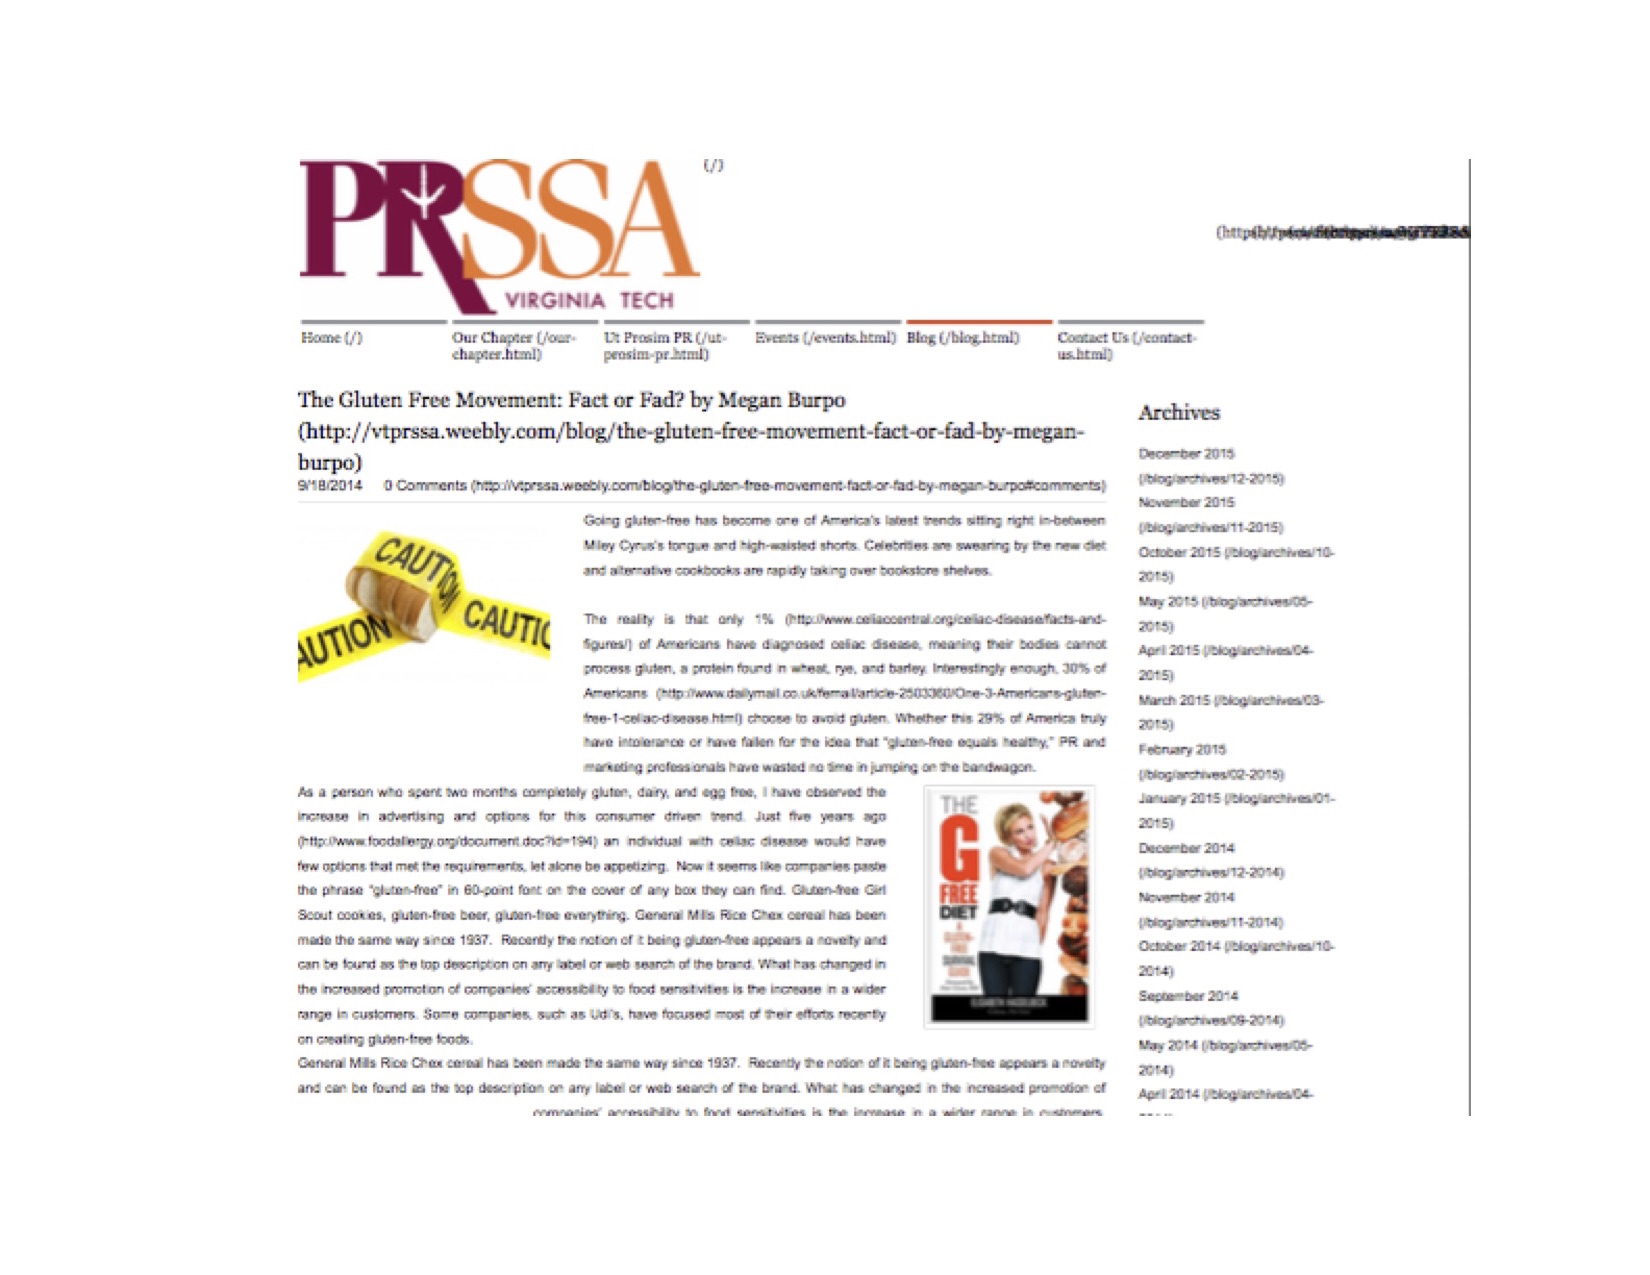 PRSSA
(/)
VIRGINIA TECH
Home (/)
Our Chapter (/our-
chapter.html)
Ut Prosim PR (/ut-
prosim-pr.html)
Events (/events.html)
Blog (/blog.html)
Contact Us (/contact-
us.html)
The Gluten Free Movement: Fact or Fad? by Megan Burpo
(http://vtprssa.weebly.com/blog/the-gluten-free-movement-fact-or-fad-by-megan-
burpo)
9/18/2014 0 Comments (http://vtprssa.weebly.com/blog/the-gluten-free-movement-fact-or-fad-by-megan-burpo#comments)
CAUTION
CAUTIO
AUTION
Going gluten-free has become one of America's latest trends sitting right in-between
Miley Cyrus's tongue and high-waisted shorts. Celebrities are swearing by the new diet
and alternative cookbooks are rapidly taking over bookstore shelves.
The reality is that only 1% (http://www.celiaccentral.org/celiac-disease/facts-and-
figures/) of Americans have diagnosed celiac disease, meaning their bodies cannot
process gluten, a protein found in wheat, rye, and barley. Interestingly enough, 30% of
Americans (http://www.dailymail.co.uk/femail/article-2503360/One-3-Americans-gluten-
free-1-celiac-disease.html) choose to avoid gluten. Whether this 29% of America truly
have intolerance or have fallen for the idea that "gluten-free equals healthy," PR and
marketing professionals have wasted no time in jumping on the bandwagon.
As a person who spent two months completely gluten, dairy, and egg free, I have observed the
increase in advertising and options for this consumer driven trend. Just five years ago
(http://www.foodallergy.org/document.doc?id=194) an individual with celiac disease would have
few options that met the requirements, let alone be appetizing. Now it seems like companies paste
the phrase "gluten-free" in 60-point font on the cover of any box they can find. Gluten-free Girl
Scout cookies, gluten-free beer, gluten-free everything. General Mills Rice Chex cereal has been
made the same way since 1937. Recently the notion of it being gluten-free appears a novelty and
can be found as the top description on any label or web search of the brand. What has changed in
the increased promotion of companies' accessibility to food sensitivities is the increase in a wider
range in customers. Some companies, such as Udi's, have focused most of their efforts recently
on creating gluten-free foods.
THE
G
FREE
DIET
A
GLUTEN-
FREE
SURVIVAL
GUIDE
ELISABETH HASSELBECK
General Mills Rice Chex cereal has been made the same way since 1937. Recently the notion of it being gluten-free appears a novelty
and can be found as the top description on any label or web search of the brand. What has changed in the increased promotion of
companies' accessibility to food sensitivities is the increase in a wider range in customers.
Archives
December 2015
(/blog/archives/12-2015)
November 2015
(/blog/archives/11-2015)
October 2015 (/blog/archives/10-
2015)
May 2015 (/blog/archives/05-
2015)
April 2015 (/blog/archives/04-
2015)
March 2015 (/blog/archives/03-
2015)
February 2015
(/blog/archives/02-2015)
January 2015 (/blog/archives/01-
2015)
December 2014
(/blog/archives/12-2014)
November 2014
(/blog/archives/11-2014)
October 2014 (/blog/archives/10-
2014)
September 2014
(/blog/archives/09-2014)
May 2014 (/blog/archives/05-
2014)
April 2014 (/blog/archives/04-